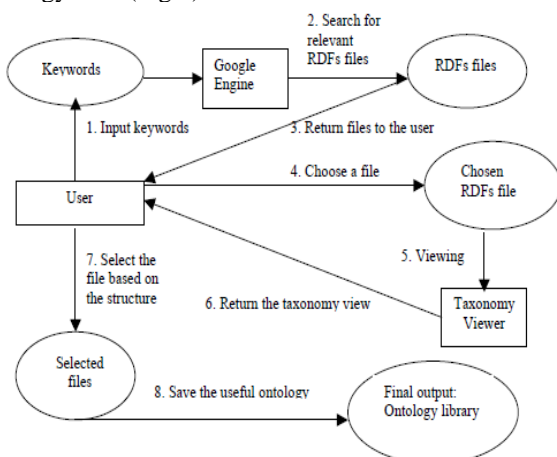 2. Search for
relevant
RDFs files
Keywords
Google
Engine
RDFs files
1. Input keywords
3. Return files to the user
4. Choose a file
Chosen
RDFs file
User
5. Viewing
7. Select the
file based on
the structure
6. Return the taxonomy view
Taxonomy
Viewer
Selected
files
8. Save the useful ontology
Final output:
Ontology library